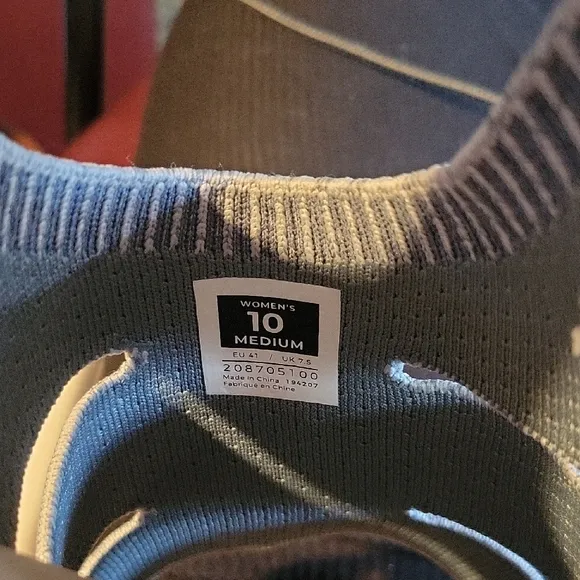 WOMEN'S
10
MEDIUM
EU 41 / UK 7.5
208705100
Made in China 194207
Fabriqué en Chine